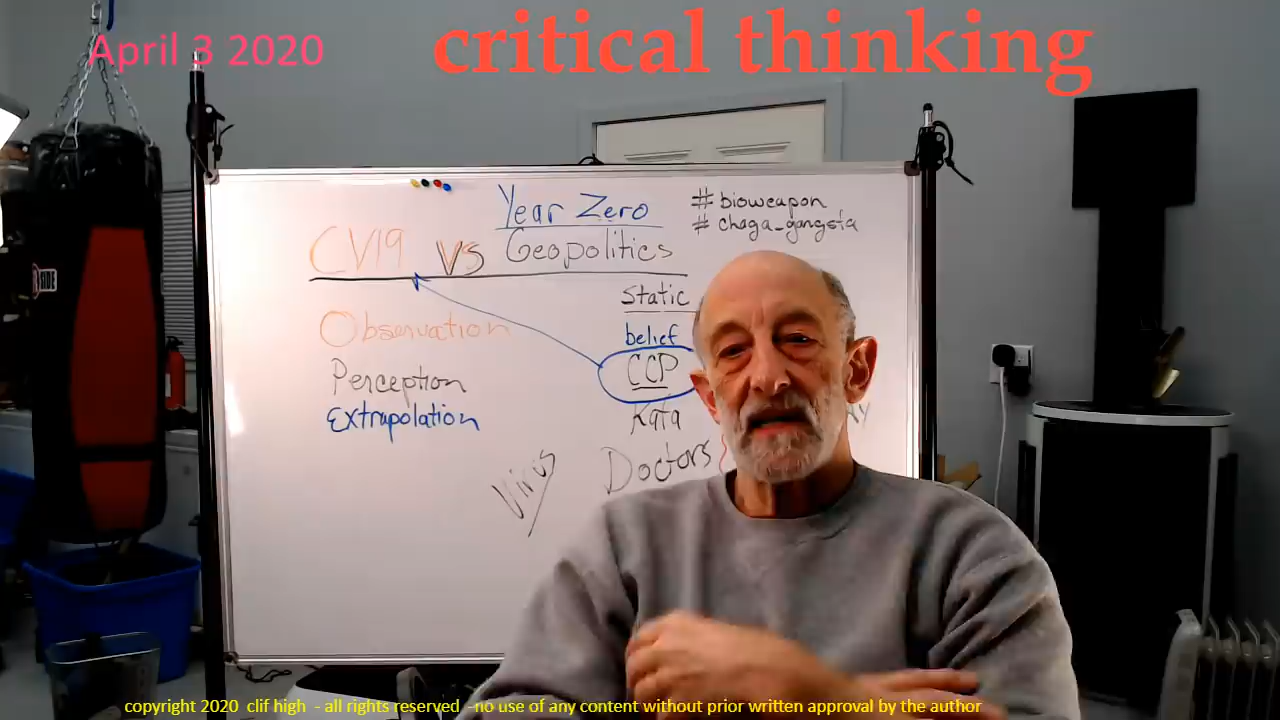 April 3 2020
critical thinking
Year Zero
# bioweapon
# chaga_gangsta
CV19 VS Geopolitics
Static
Observation
belief
CCP
Perception
Kata
Extrapolation
Doctors
Virus
SIDE
copyright 2020 clif high - all rights reserved - no use of any content without prior written approval by the author